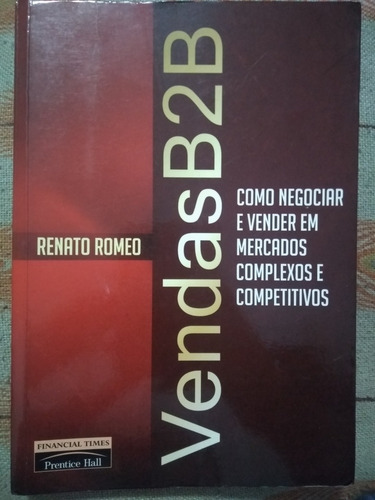 VendasB2B
COMO NEGOCIAR
E VENDER EM
MERCADOS
COMPLEXOS E
COMPETITIVOS
RENATO ROMEO
FINANCIAL TIMES
Prentice Hall